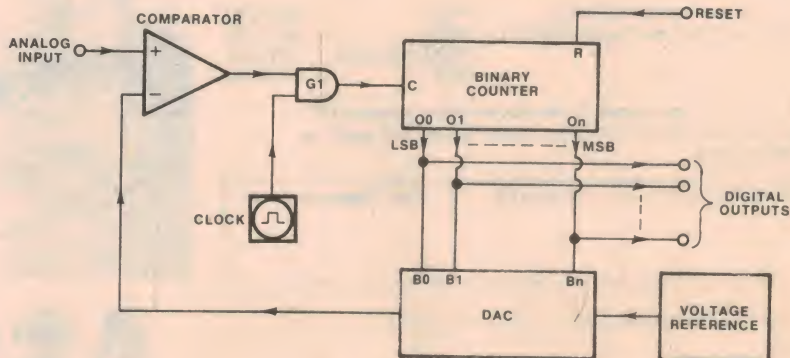 COMPARATOR
ANALOG
INPUT
+
−
G1
CLOCK
C
R
RESET
BINARY
COUNTER
O0 O1 On
LSB
MSB
DIGITAL
OUTPUTS
B0 B1 Bn
DAC
VOLTAGE
REFERENCE